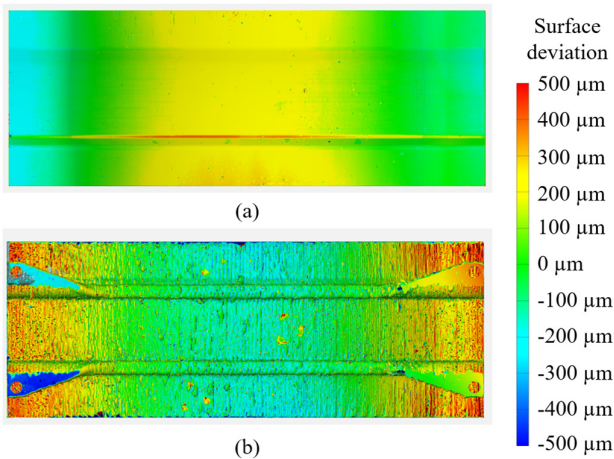 Surface
deviation
500 µm
400 µm
300 µm
200 µm
100 µm
0 µm
-100 µm
-200 µm
-300 µm
-400 µm
-500 µm
(a)
(b)